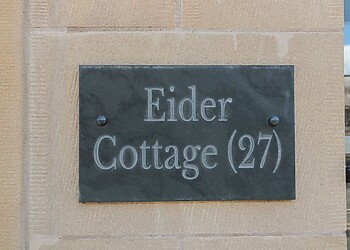 Eider
Cottage (27)